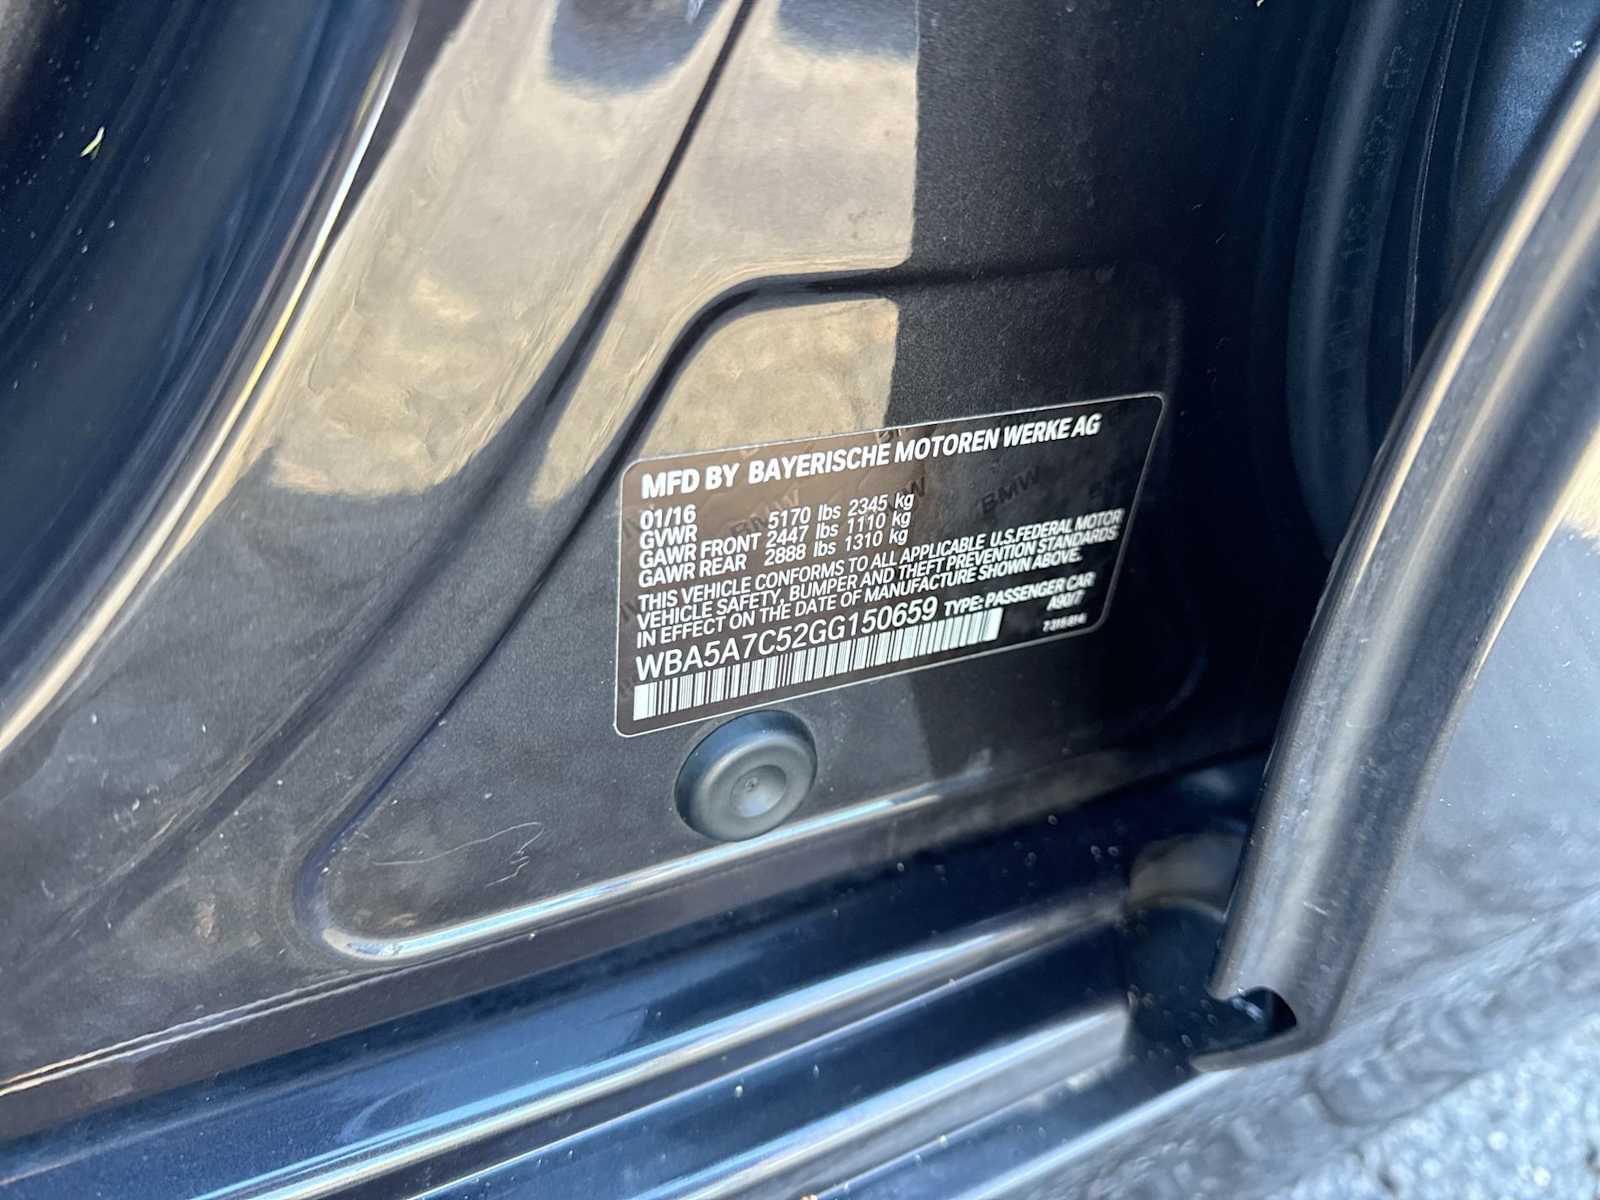 MFD BY BAYERISCHE MOTOREN WERKE AG
01/16
GVWR 5170 lbs 2345 kg
GAWR FRONT 2447 lbs 1110 kg
GAWR REAR 2888 lbs 1310 kg
THIS VEHICLE CONFORMS TO ALL APPLICABLE U.S.FEDERAL MOTOR
VEHICLE SAFETY, BUMPER AND THEFT PREVENTION STANDARDS
IN EFFECT ON THE DATE OF MANUFACTURE SHOWN ABOVE.
WBA5A7C52GG150659 TYPE: PASSENGER CAR
A90/7
BMW
BMW